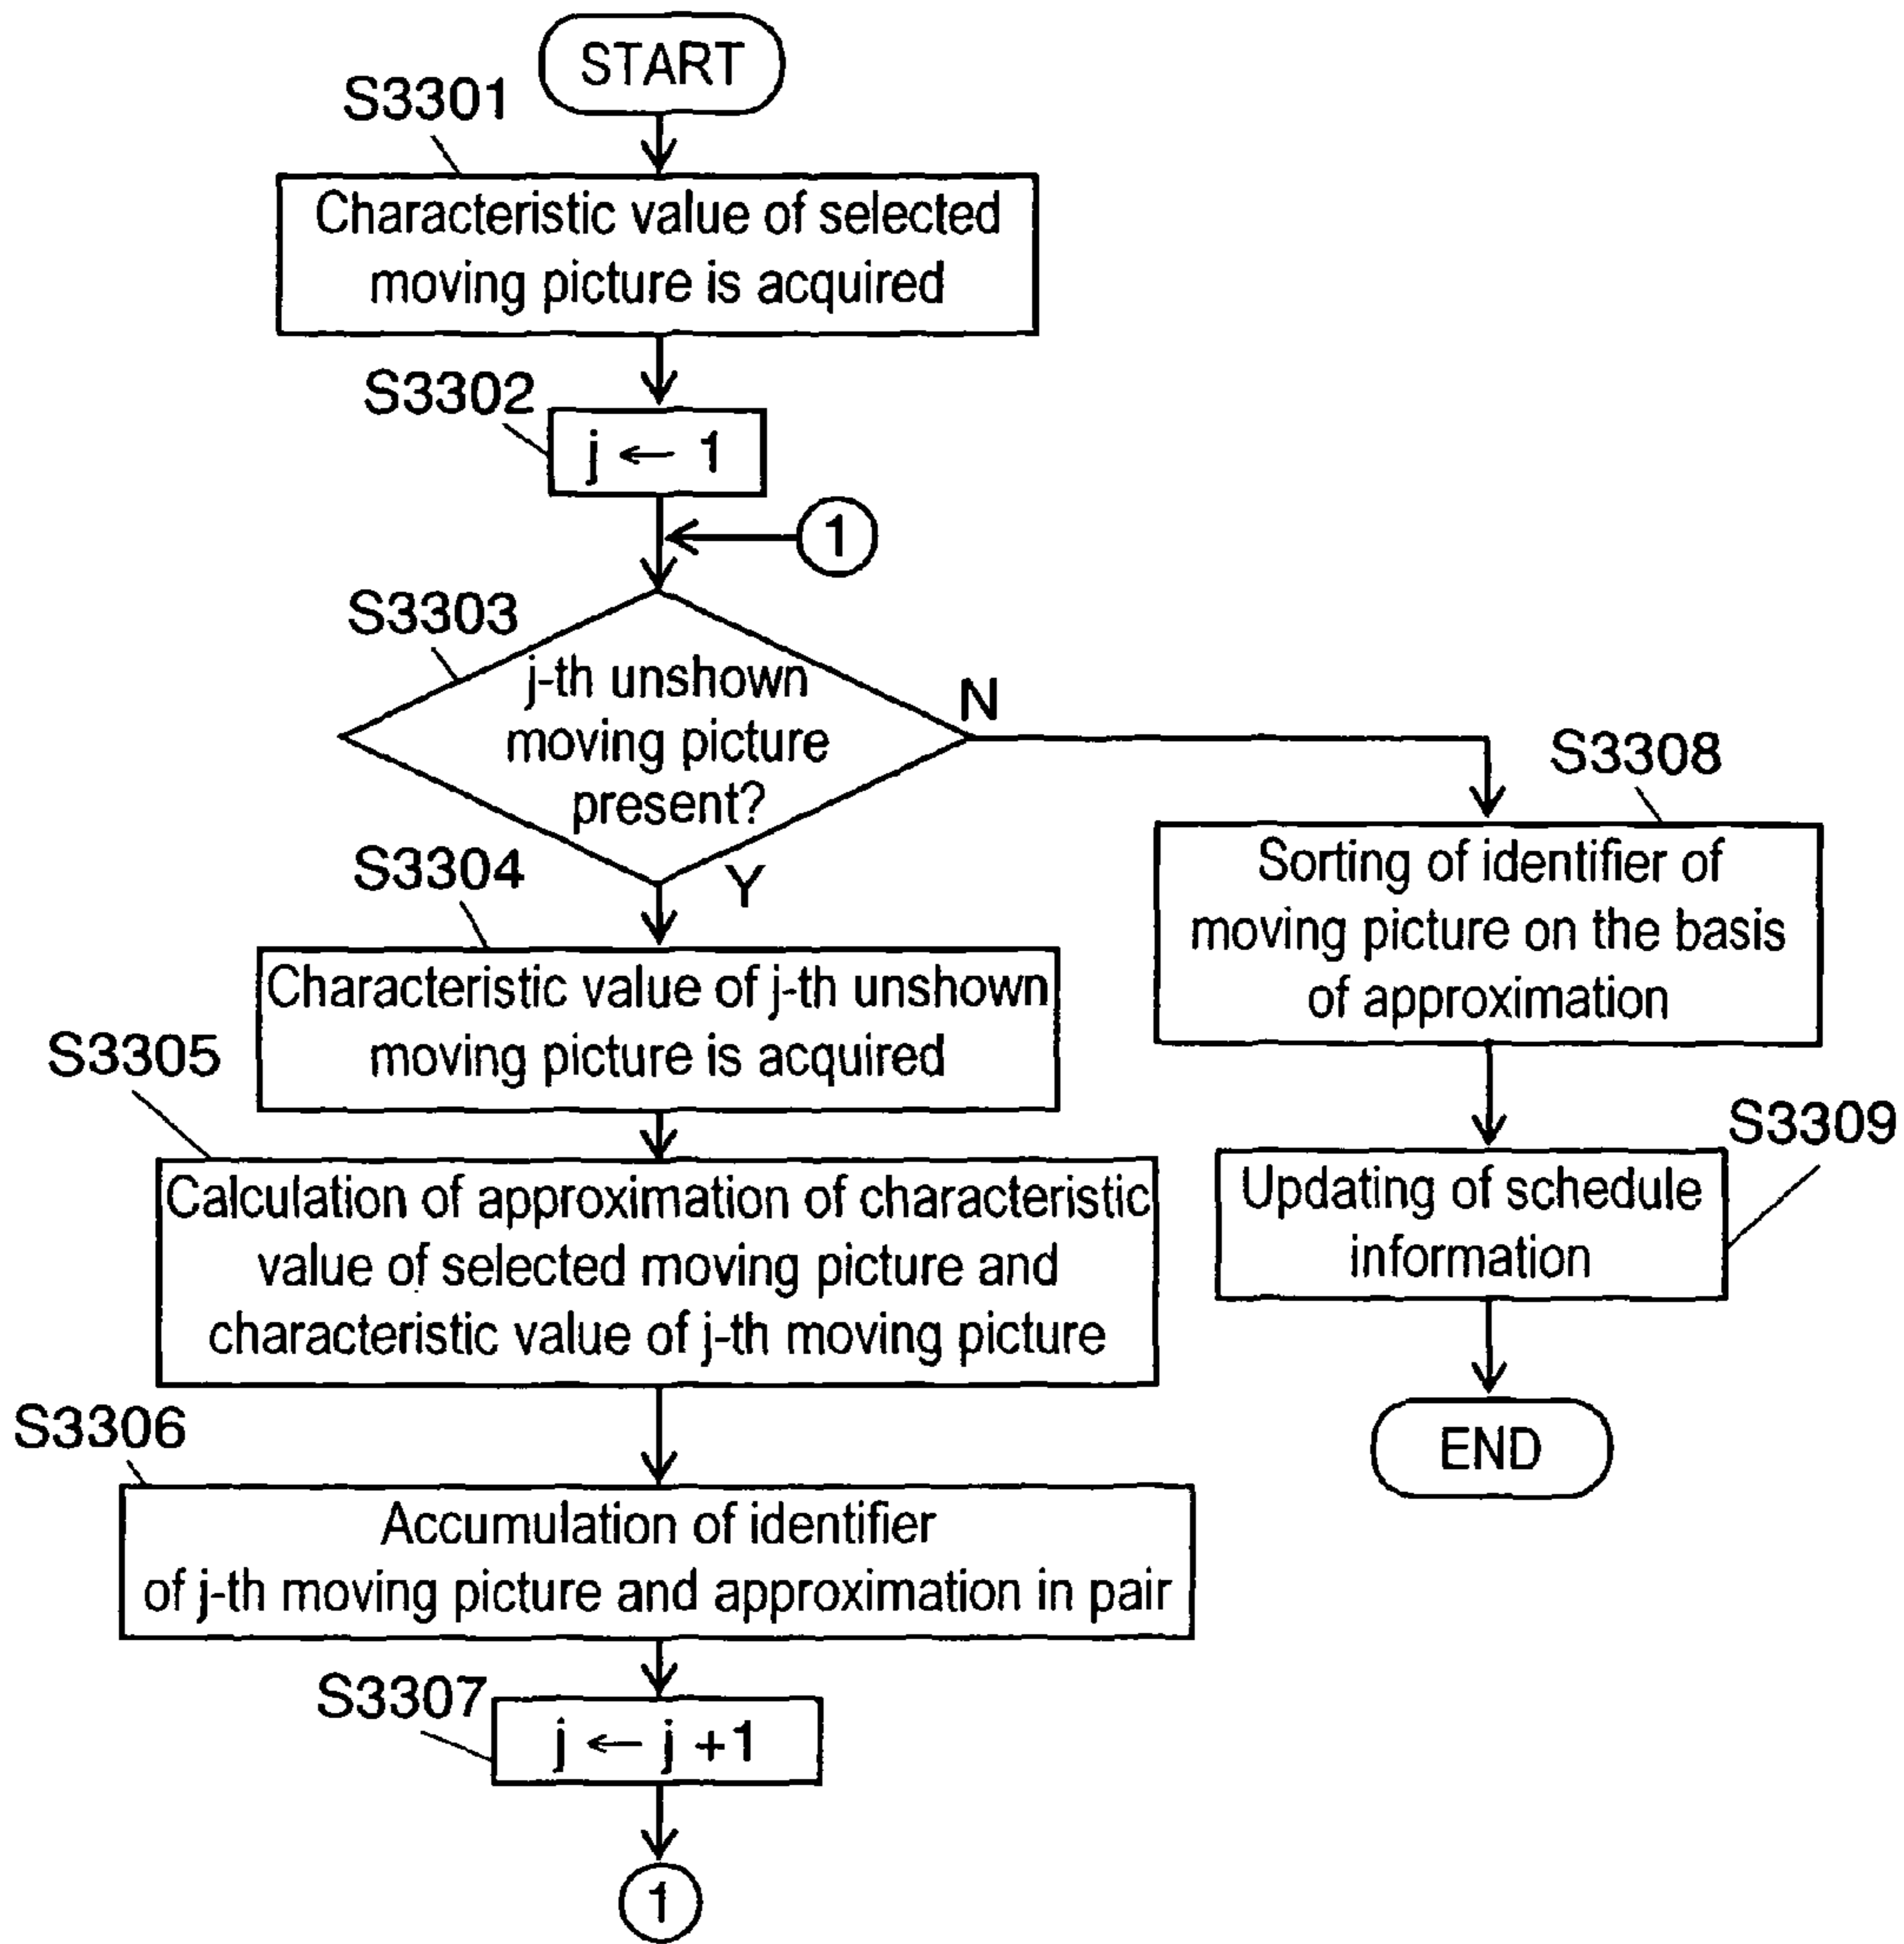 START
S3301
Characteristic value of selected
moving picture is acquired
S3302
j ← 1
1
S3303
j-th unshown
moving picture
present?
N
Y
S3304
Characteristic value of j-th unshown
moving picture is acquired
S3305
Calculation of approximation of characteristic
value of selected moving picture and
characteristic value of j-th moving picture
S3306
Accumulation of identifier
of j-th moving picture and approximation in pair
S3307
j ← j +1
1
S3308
Sorting of identifier of
moving picture on the basis
of approximation
S3309
Updating of schedule
information
END